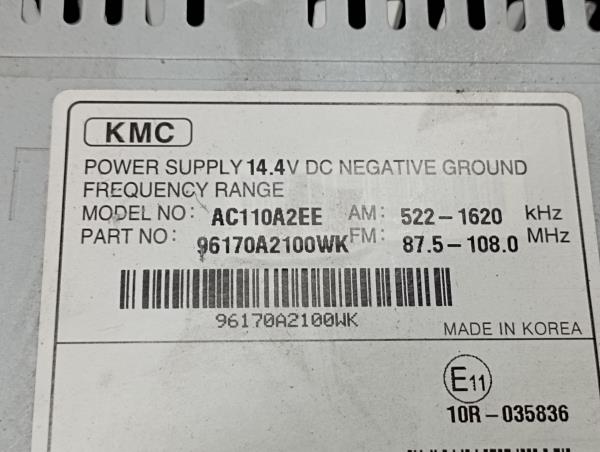 KMC
POWER SUPPLY 14.4V DC NEGATIVE GROUND
FREQUENCY RANGE
MODEL NO: AC110A2EE AM: 522-1620 kHz
PART NO: 96170A2100WK FM: 87.5-108.0 MHz
96170A2100WK
MADE IN KOREA
E11
10R-035836